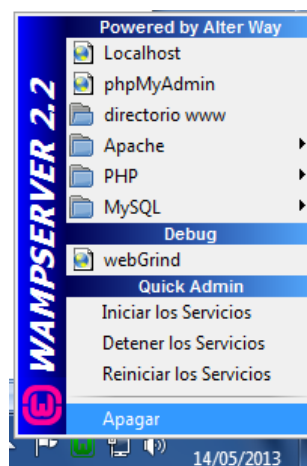 Powered by Alter Way
Localhost
phpMyAdmin
directorio www
Apache
PHP
MySQL
Debug
webGrind
Quick Admin
Iniciar los Servicios
Detener los Servicios
Reiniciar los Servicios
Apagar
WAMPSERVER 2.2
14/05/2013